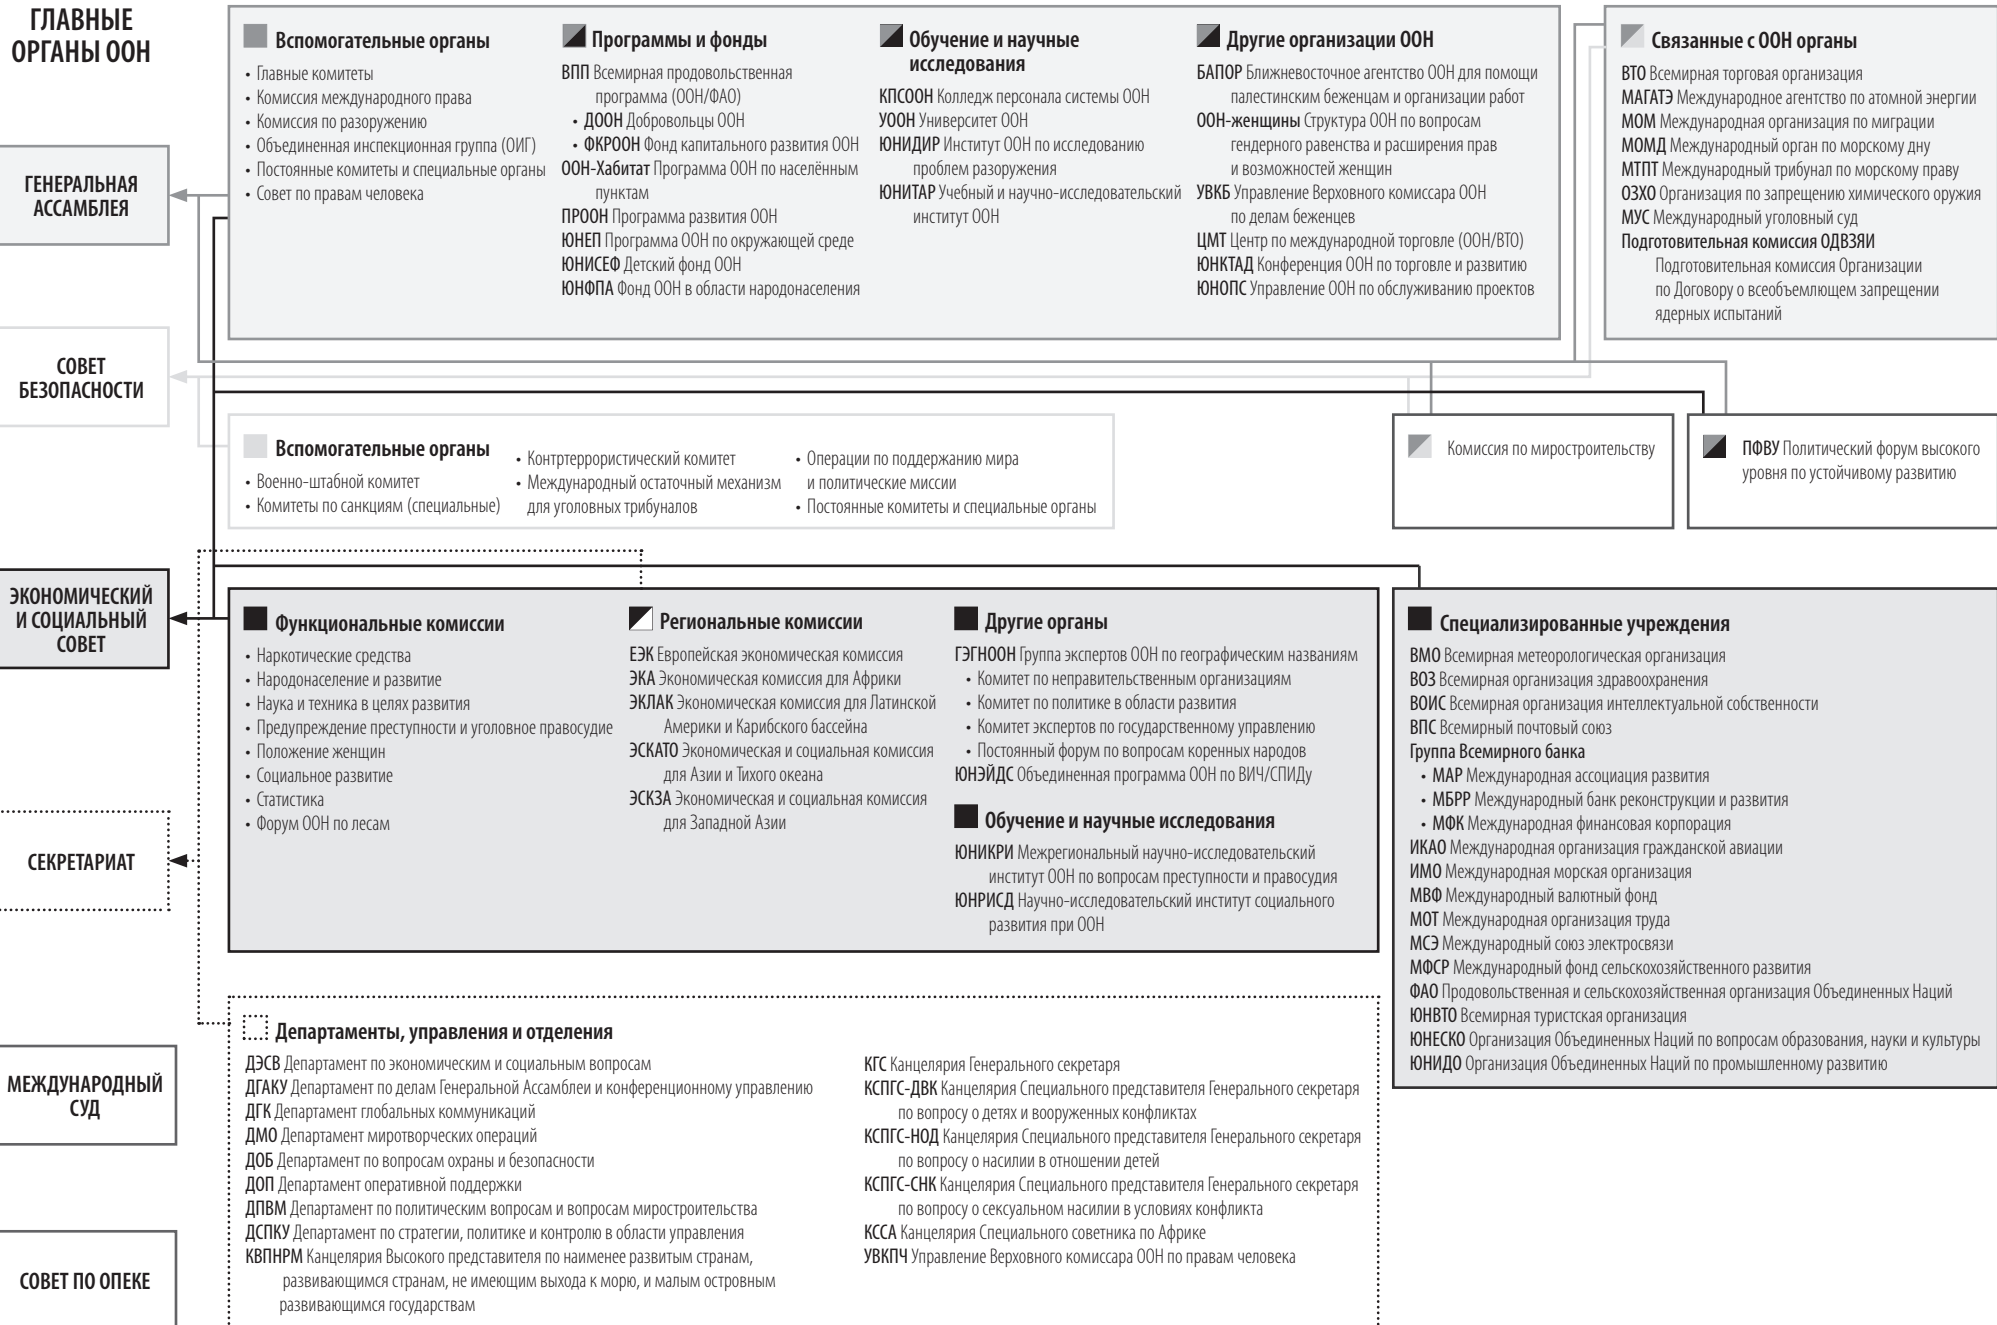 ГЛАВНЫЕ
ОРГАНЫ ООН
ГЕНЕРАЛЬНАЯ
АССАМБЛЕЯ
Вспомогательные органы
• Главные комитеты
• Комиссия международного права
• Комиссия по разоружению
• Объединенная инспекционная группа (ОИГ)
• Постоянные комитеты и специальные органы
• Совет по правам человека
Программы и фонды
ВПП Всемирная продовольственная
программа (ООН/ФАО)
• ДООН Добровольцы ООН
• ФКРООН Фонд капитального развития ООН
ООН-Хабитат Программа ООН по населённым
пунктам
ПРООН Программа развития ООН
ЮНЕП Программа ООН по окружающей среде
ЮНИСЕФ Детский фонд ООН
ЮНФПА Фонд ООН в области народонаселения
Обучение и научные
исследования
КПСООН Колледж персонала системы ООН
УООН Университет ООН
ЮНИДИР Институт ООН по исследованию
проблем разоружения
ЮНИТАР Учебный и научно-исследовательский
институт ООН
Другие организации ООН
БАПОР Ближневосточное агентство ООН для помощи
палестинским беженцам и организации работ
ООН-женщины Структура ООН по вопросам
гендерного равенства и расширения прав
и возможностей женщин
УВКБ Управление Верховного комиссара ООН
по делам беженцев
ЦМТ Центр по международной торговле (ООН/ВТО)
ЮНКТАД Конференция ООН по торговле и развитию
ЮНОПС Управление ООН по обслуживанию проектов
Связанные с ООН органы
ВТО Всемирная торговая организация
МАГАТЭ Международное агентство по атомной энергии
МОМ Международная организация по миграции
МОМД Международный орган по морскому дну
МТПТ Международный трибунал по морскому праву
ОЗХО Организация по запрещению химического оружия
МУС Международный уголовный суд
Подготовительная комиссия ОДВЗЯИ
Подготовительная комиссия Организации
по Договору о всеобъемлющем запрещении
ядерных испытаний
СОВЕТ
БЕЗОПАСНОСТИ
Вспомогательные органы
• Военно-штабной комитет
• Комитеты по санкциям (специальные)
• Контртеррористический комитет
• Международный остаточный механизм
для уголовных трибуналов
• Операции по поддержанию мира
и политические миссии
• Постоянные комитеты и специальные органы
Комиссия по миростроительству
ПФВУ Политический форум высокого
уровня по устойчивому развитию
ЭКОНОМИЧЕСКИЙ
И СОЦИАЛЬНЫЙ
СОВЕТ
Функциональные комиссии
• Наркотические средства
• Народонаселение и развитие
• Наука и техника в целях развития
• Предупреждение преступности и уголовное правосудие
• Положение женщин
• Социальное развитие
• Статистика
• Форум ООН по лесам
Региональные комиссии
ЕЭК Европейская экономическая комиссия
ЭКА Экономическая комиссия для Африки
ЭКЛАК Экономическая комиссия для Латинской
Америки и Карибского бассейна
ЭСКАТО Экономическая и социальная комиссия
для Азии и Тихого океана
ЭСКЗА Экономическая и социальная комиссия
для Западной Азии
Другие органы
ГЭГНООН Группа экспертов ООН по географическим названиям
• Комитет по неправительственным организациям
• Комитет по политике в области развития
• Комитет экспертов по государственному управлению
• Постоянный форум по вопросам коренных народов
ЮНЭЙДС Объединенная программа ООН по ВИЧ/СПИДу
Обучение и научные исследования
ЮНИКРИ Межрегиональный научно-исследовательский
институт ООН по вопросам преступности и правосудия
ЮНРИСД Научно-исследовательский институт социального
развития при ООН
Специализированные учреждения
ВМО Всемирная метеорологическая организация
ВОЗ Всемирная организация здравоохранения
ВОИС Всемирная организация интеллектуальной собственности
ВПС Всемирный почтовый союз
Группа Всемирного банка
• МАР Международная ассоциация развития
• МБРР Международный банк реконструкции и развития
• МФК Международная финансовая корпорация
ИКАО Международная организация гражданской авиации
ИМО Международная морская организация
МВФ Международный валютный фонд
МОТ Международная организация труда
МСЭ Международный союз электросвязи
МФСР Международный фонд сельскохозяйственного развития
ФАО Продовольственная и сельскохозяйственная организация Объединенных Наций
ЮНВТО Всемирная туристская организация
ЮНЕСКО Организация Объединенных Наций по вопросам образования, науки и культуры
ЮНИДО Организация Объединенных Наций по промышленному развитию
СЕКРЕТАРИАТ
Департаменты, управления и отделения
ДЭСВ Департамент по экономическим и социальным вопросам
ДГАКУ Департамент по делам Генеральной Ассамблеи и конференционному управлению
ДГК Департамент глобальных коммуникаций
ДМО Департамент миротворческих операций
ДОБ Департамент по вопросам охраны и безопасности
ДОП Департамент оперативной поддержки
ДПВМ Департамент по политическим вопросам и вопросам миростроительства
ДСПКУ Департамент по стратегии, политике и контролю в области управления
КВПНРМ Канцелярия Высокого представителя по наименее развитым странам,
развивающимся странам, не имеющим выхода к морю, и малым островным
развивающимся государствам
КГС Канцелярия Генерального секретаря
КСПГС-ДВК Канцелярия Специального представителя Генерального секретаря
по вопросу о детях и вооруженных конфликтах
КСПГС-НОД Канцелярия Специального представителя Генерального секретаря
по вопросу о насилии в отношении детей
КСПГС-СНК Канцелярия Специального представителя Генерального секретаря
по вопросу о сексуальном насилии в условиях конфликта
КССА Канцелярия Специального советника по Африке
УВКПЧ Управление Верховного комиссара ООН по правам человека
МЕЖДУНАРОДНЫЙ
СУД
СОВЕТ ПО ОПЕКЕ